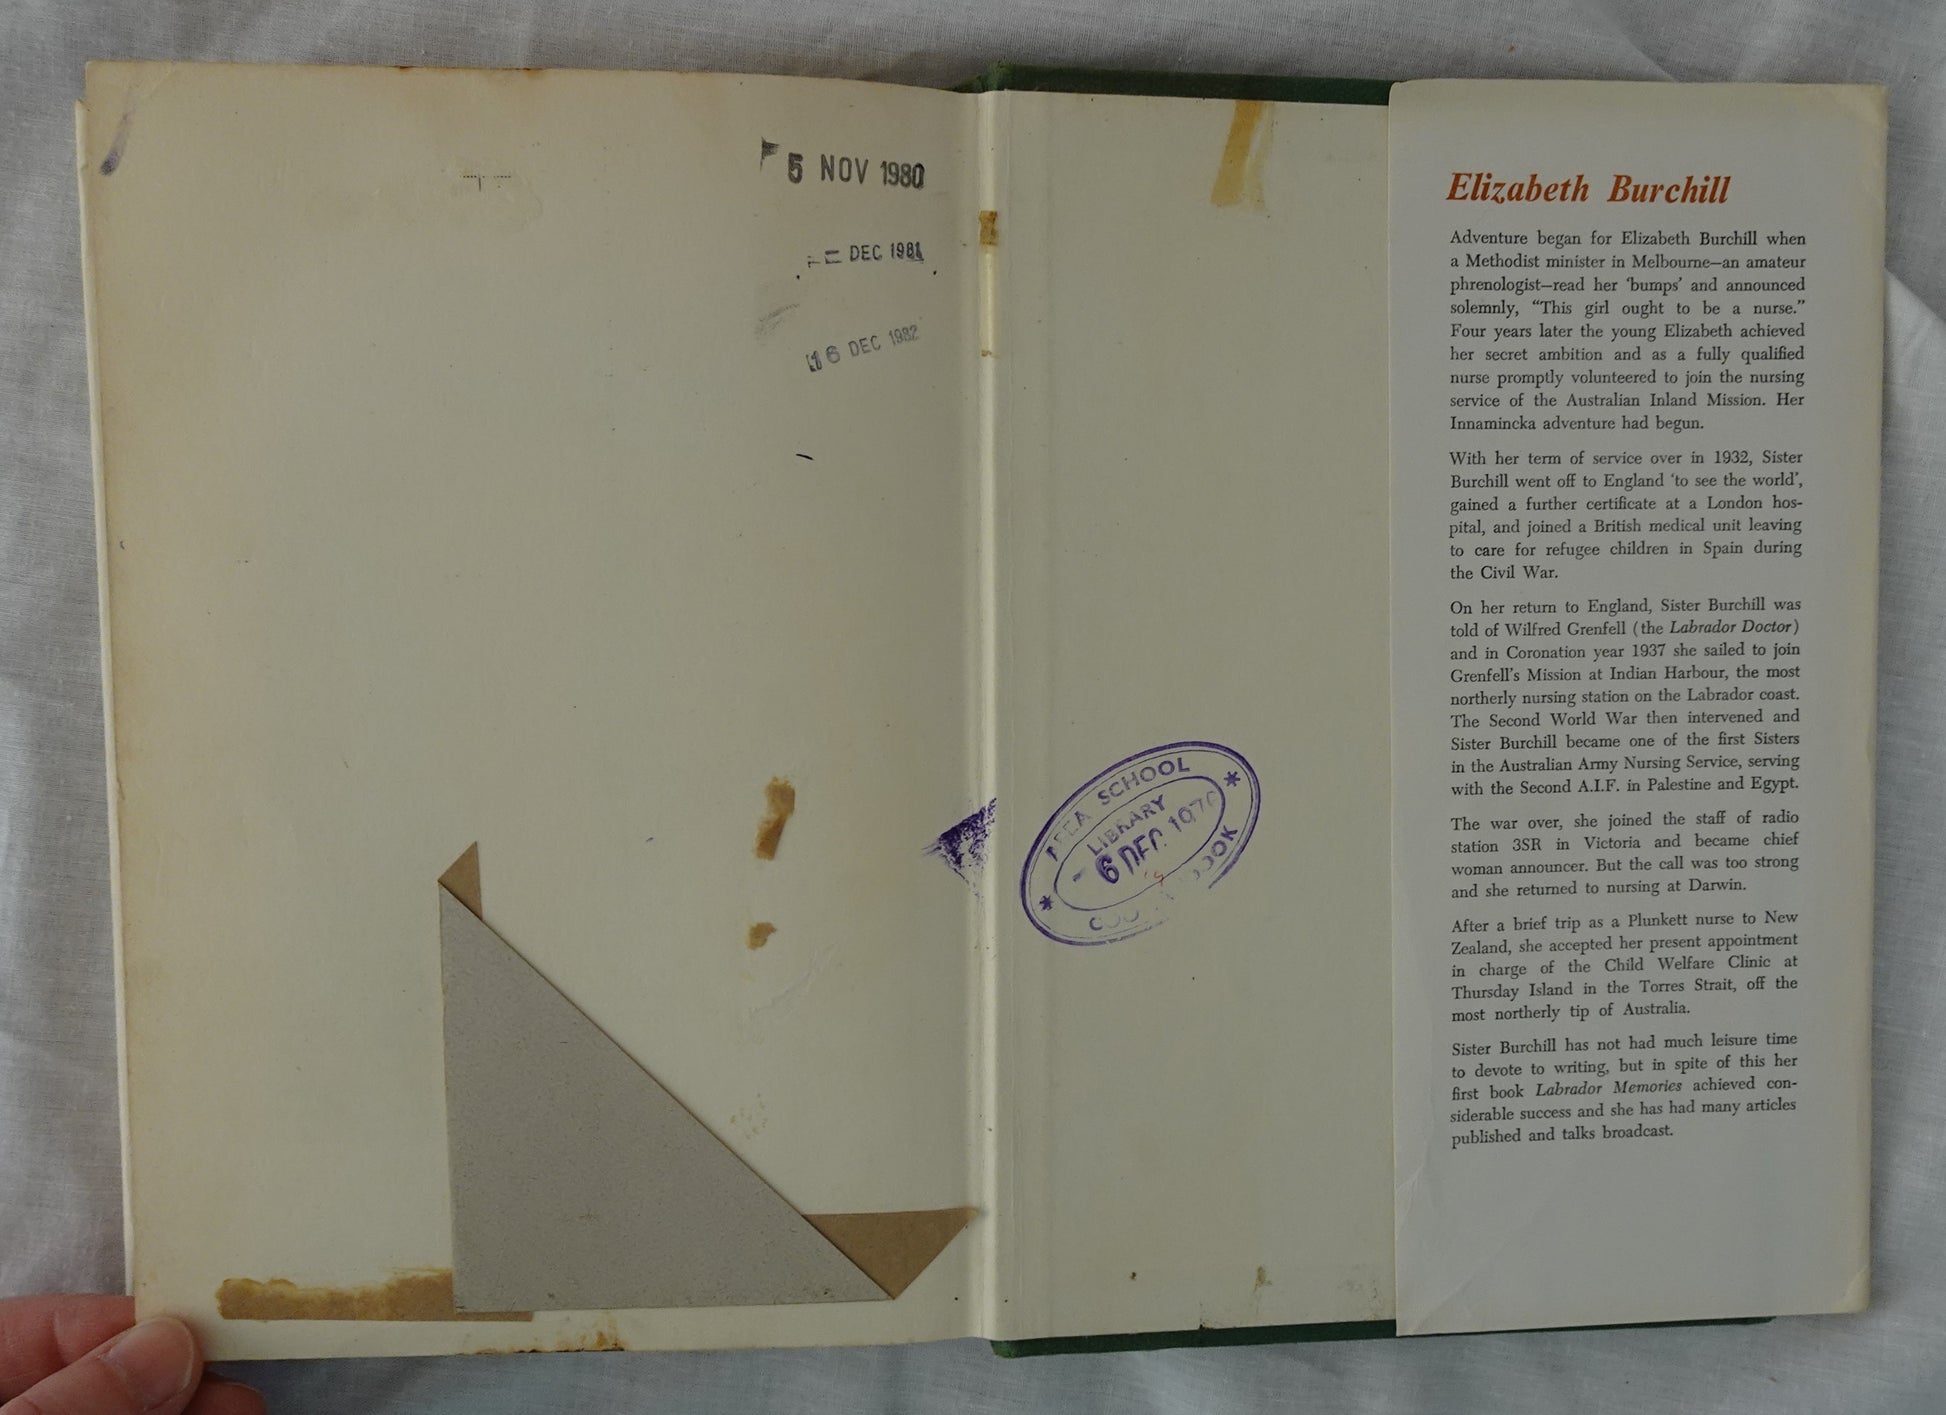 5 NOV 1980
DEC 1981
16 DEC 1982
AREA SCHOOL
LIBRARY
6 DEC 197
COOK
Elizabeth Burchill
Adventure began for Elizabeth Burchill when
a Methodist minister in Melbourne—an amateur
phrenologist—read her ‘bumps’ and announced
solemnly, “This girl ought to be a nurse.”
Four years later the young Elizabeth achieved
her secret ambition and as a fully qualified
nurse promptly volunteered to join the nursing
service of the Australian Inland Mission. Her
Innamincka adventure had begun.
With her term of service over in 1932, Sister
Burchill went off to England ‘to see the world’,
gained a further certificate at a London hos-
pital, and joined a British medical unit leaving
to care for refugee children in Spain during
the Civil War.
On her return to England, Sister Burchill was
told of Wilfred Grenfell (the Labrador Doctor)
and in Coronation year 1937 she sailed to join
Grenfell’s Mission at Indian Harbour, the most
northerly nursing station on the Labrador coast.
The Second World War then intervened and
Sister Burchill became one of the first Sisters
in the Australian Army Nursing Service, serving
with the Second A.I.F. in Palestine and Egypt.
The war over, she joined the staff of radio
station 3SR in Victoria and became chief
woman announcer. But the call was too strong
and she returned to nursing at Darwin.
After a brief trip as a Plunkett nurse to New
Zealand, she accepted her present appointment
in charge of the Child Welfare Clinic at
Thursday Island in the Torres Strait, off the
most northerly tip of Australia.
Sister Burchill has not had much leisure time
to devote to writing, but in spite of this her
first book Labrador Memories achieved con-
siderable success and she has had many articles
published and talks broadcast.